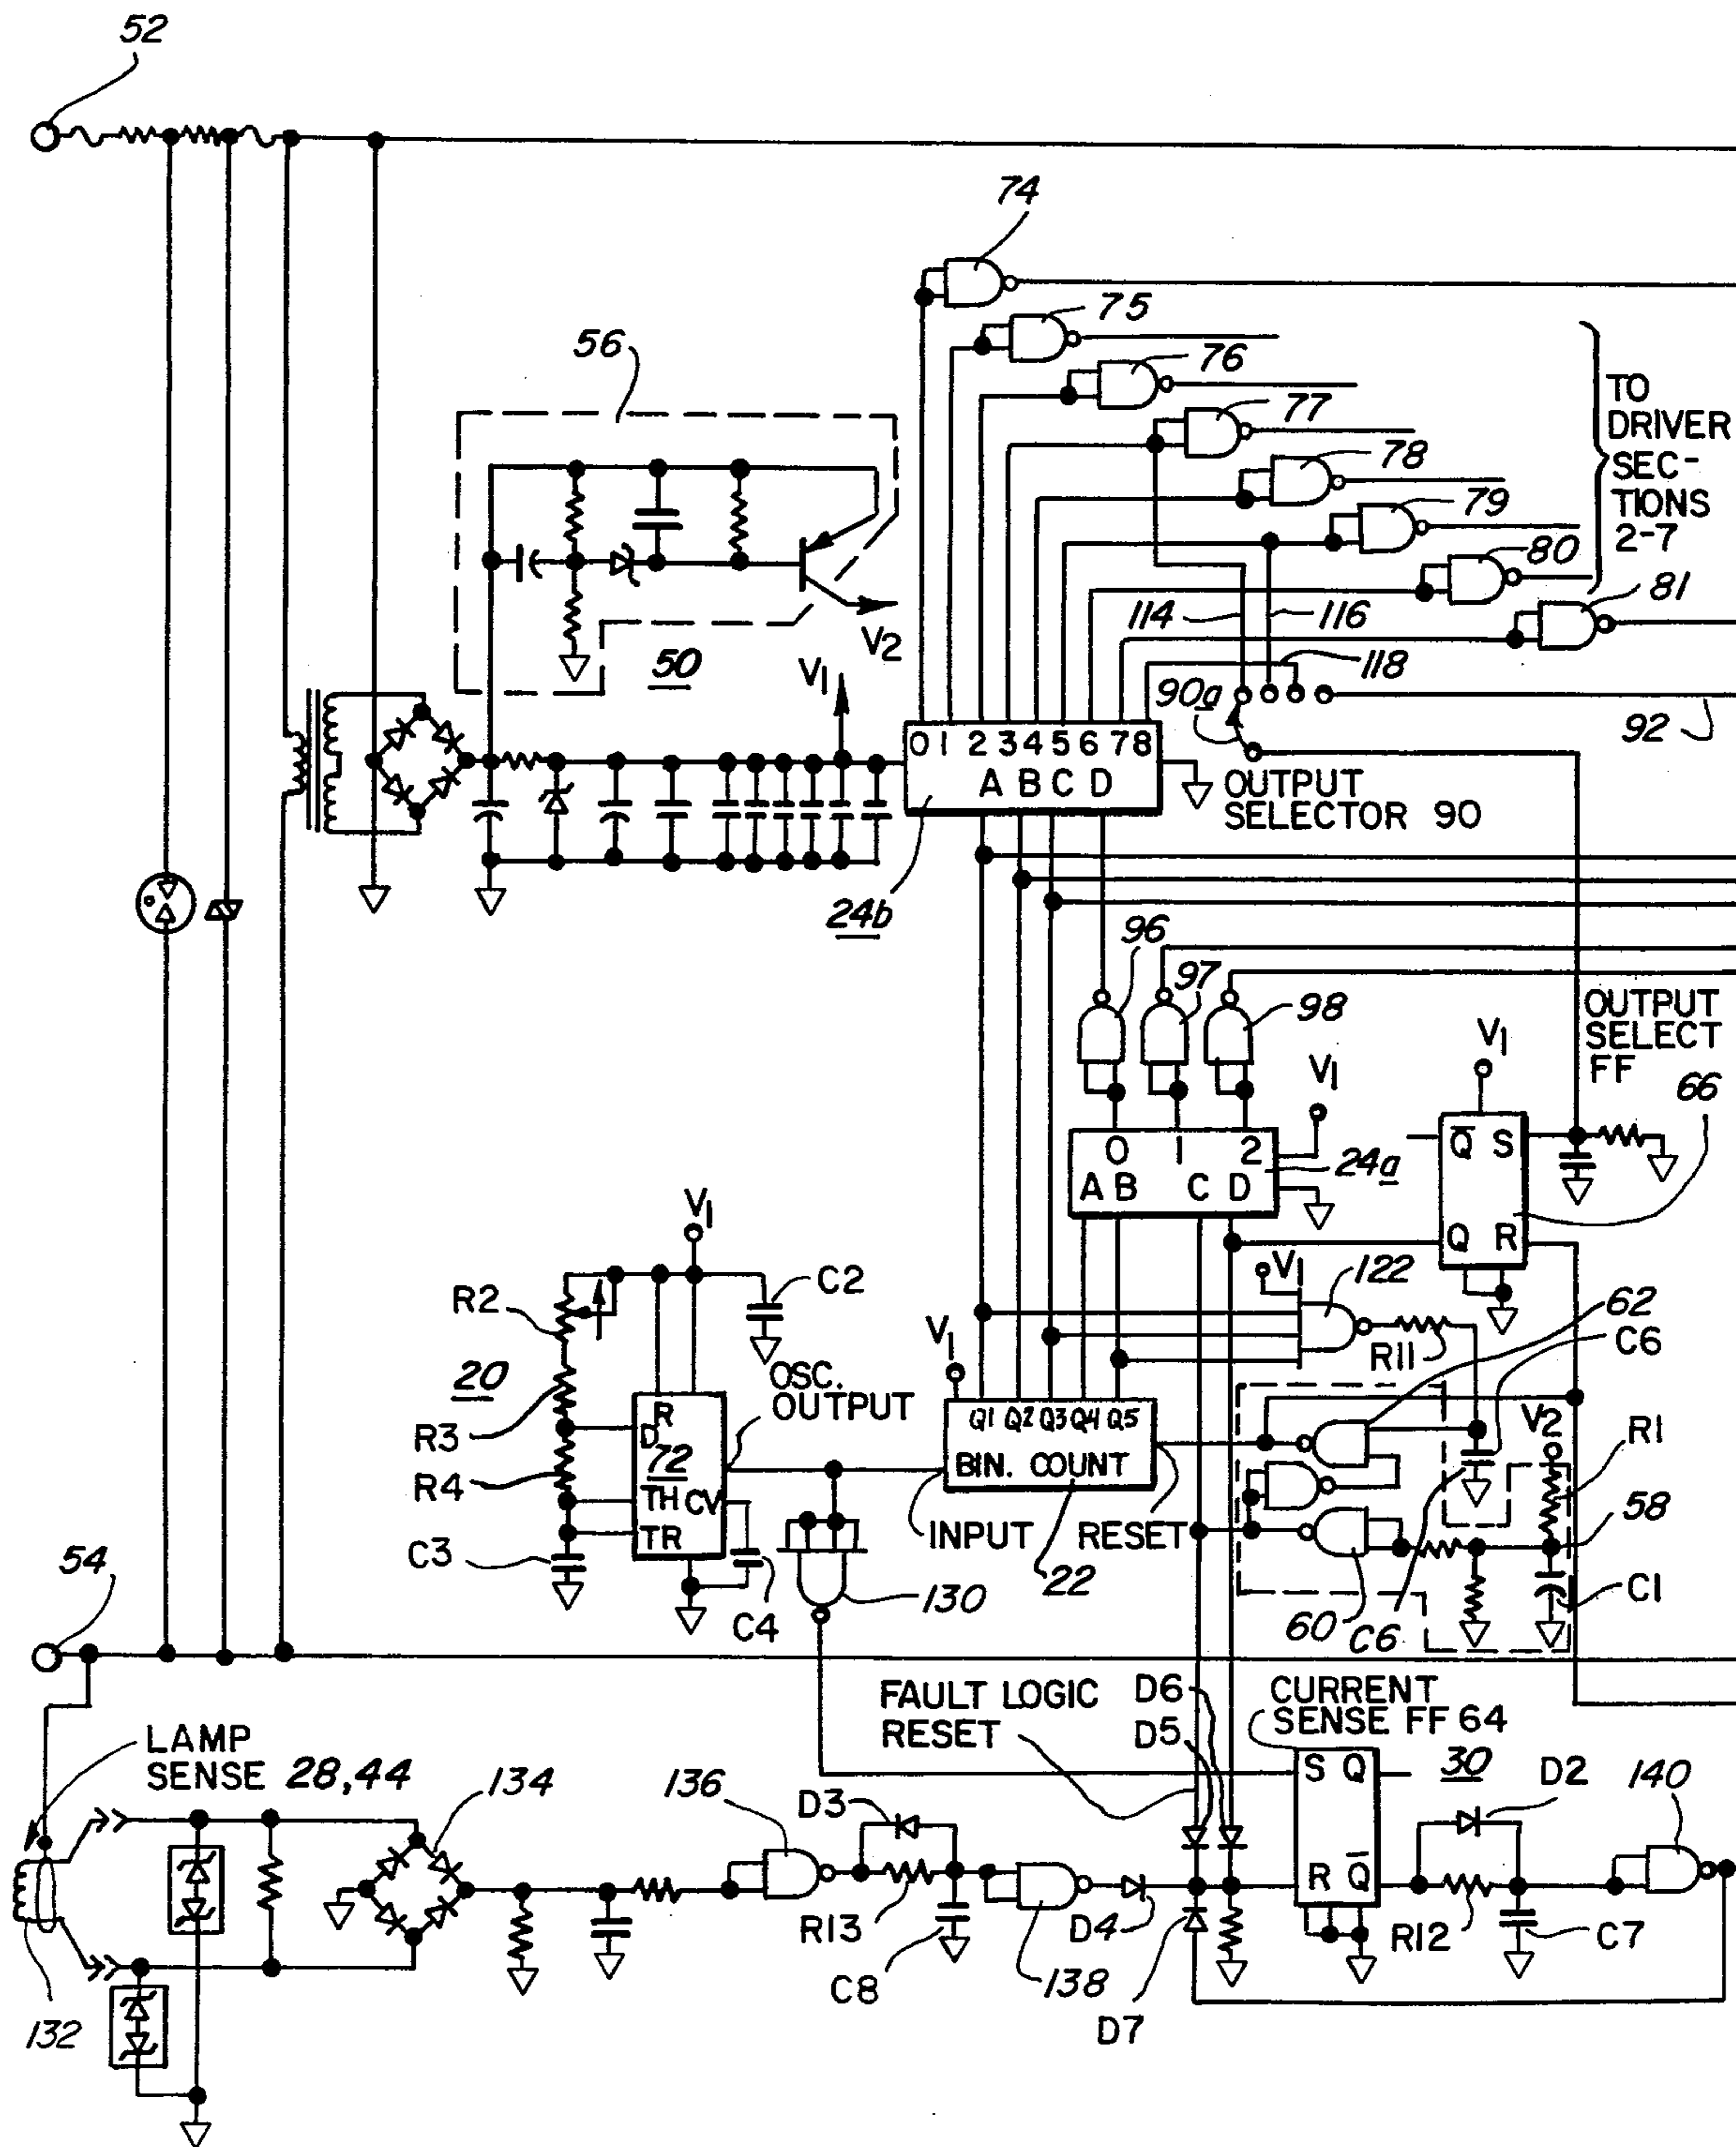 52
74
75
76
77
78
79
80
81
TO
DRIVER
SEC-
TIONS
2-7
56
V2
50
V1
114
116
118
90a
92
0 1 2 3 4 5 6 7 8
A B C D
OUTPUT
SELECTOR 90
24b
96
97
98
V1
V1
OUTPUT
SELECT
FF
66
0 1 2
A B C D
24a
Q̅ S
Q R
V1
R2
C2
V1
122
62
C6
R11
V1
20
OSC.
OUTPUT
R3
R4
R
D
72
TH CV
TR
C3
C4
Q1 Q2 Q3 Q4 Q5
BIN. COUNT
INPUT
RESET
22
V2
R1
58
C1
60
C6
130
54
FAULT LOGIC
RESET
D6
D5
CURRENT
SENSE FF 64
30
LAMP
SENSE 28,44
134
136
D3
S Q
R Q̅
D2
140
R13
C8
138
D4
D7
R12
C7
132